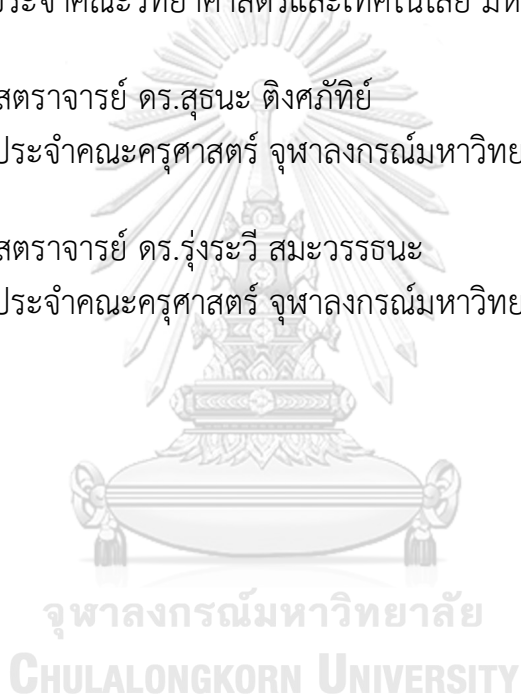 ประจำคณะวิทยาศาสตร์และเทคโนโลยี มห
สตราจารย์ ดร.สุธนะ ติงศภัทิย์
ประจำคณะครุศาสตร์ จุฬาลงกรณ์มหาวิทย
สตราจารย์ ดร.รุ่งระวี สมะวรรธนะ
ประจำคณะครุศาสตร์ จุฬาลงกรณ์มหาวิทย
จุฬาลงกรณ์มหาวิทยาลัย
CHULALONGKORN UNIVERSITY